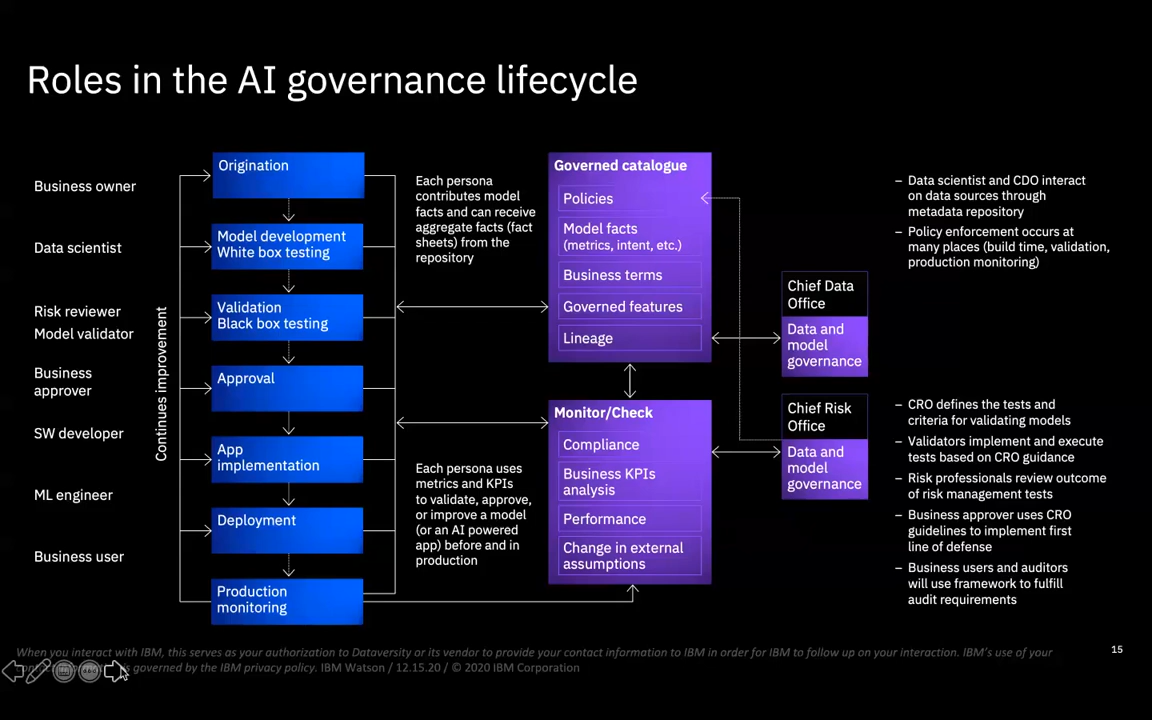 Roles in the AI governance lifecycle
Business owner
Data scientist
Risk reviewer
Model validator
Business
approver
SW developer
ML engineer
Business user
Continues improvement
Origination
Model development
White box testing
Validation
Black box testing
Approval
App
implementation
Deployment
Production
monitoring
Each persona
contributes model
facts and can receive
aggregate facts (fact
sheets) from the
repository
Each persona uses
metrics and KPIs
to validate, approve,
or improve a model
(or an AI powered
app) before and in
production
Governed catalogue
Policies
Model facts
(metrics, intent, etc.)
Business terms
Governed features
Lineage
Monitor/Check
Compliance
Business KPIs
analysis
Performance
Change in external
assumptions
Chief Data
Office
Data and
model
governance
Chief Risk
Office
Data and
model
governance
– Data scientist and CDO interact
on data sources through
metadata repository
– Policy enforcement occurs at
many places (build time, validation,
production monitoring)
– CRO defines the tests and
criteria for validating models
– Validators implement and execute
tests based on CRO guidance
– Risk professionals review outcome
of risk management tests
– Business approver uses CRO
guidelines to implement first
line of defense
– Business users and auditors
will use framework to fulfill
audit requirements
When you interact with IBM, this serves as your authorization to Dataversity or its vendor to provide your contact information to IBM in order for IBM to follow up on your interaction. IBM's use of your
is governed by the IBM privacy policy. IBM Watson / 12.15.20 / © 2020 IBM Corporation
15